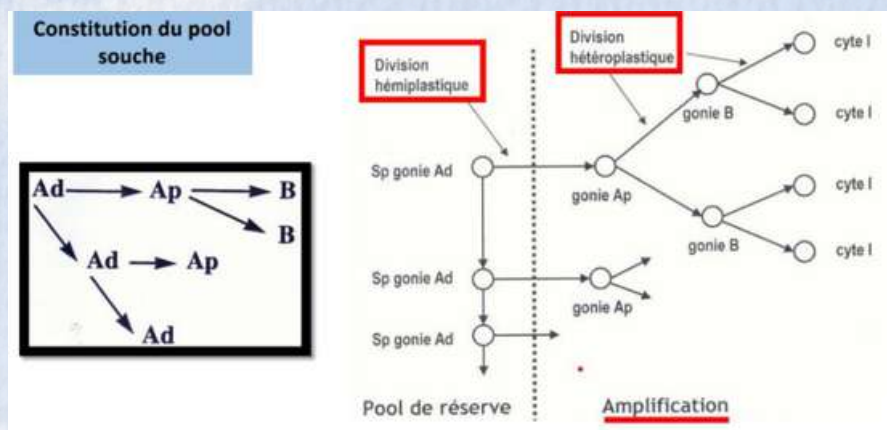 Constitution du pool
souche
Ad Ap B
B
Ad Ap
Ad
Division
hémiplastique
Division
hétéroplastique
cyte I
gonie B
cyte I
Sp gonie Ad
gonie Ap
cyte I
gonie B
cyte I
Sp gonie Ad
gonie Ap
Sp gonie Ad
Pool de réserve
Amplification